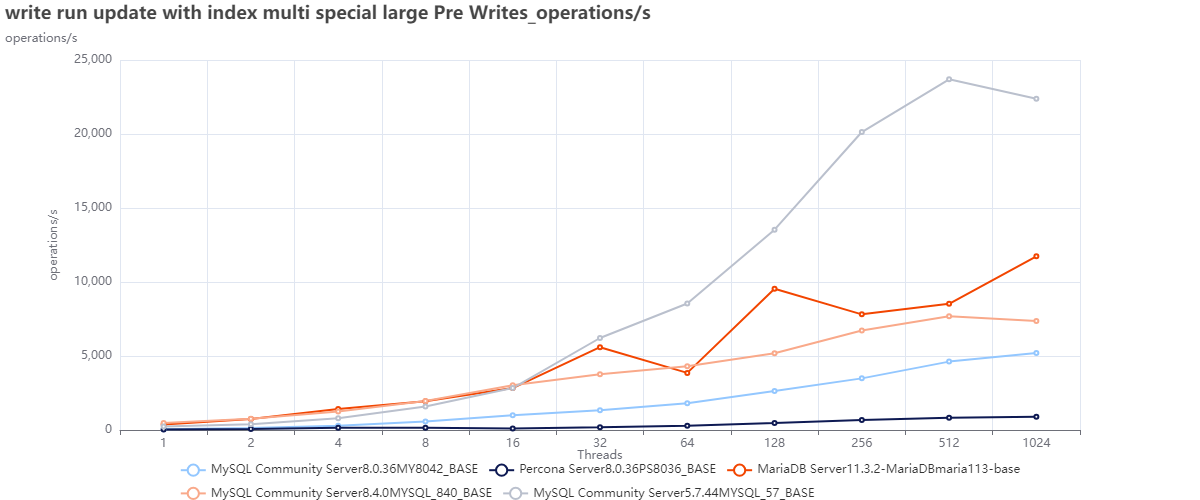 write run update with index multi special large Pre Writes_operations/s
operations/s
25,000
20,000
15,000
10,000
5,000
0
operations/s
1 2 4 8 16 32 64 128 256 512 1024
Threads
MySQL Community Server8.0.36MY8042_BASE Percona Server8.0.36PS8036_BASE MariaDB Server11.3.2-MariaDBmaria113-base
MySQL Community Server8.4.0MYSQL_840_BASE MySQL Community Server5.7.44MYSQL_57_BASE